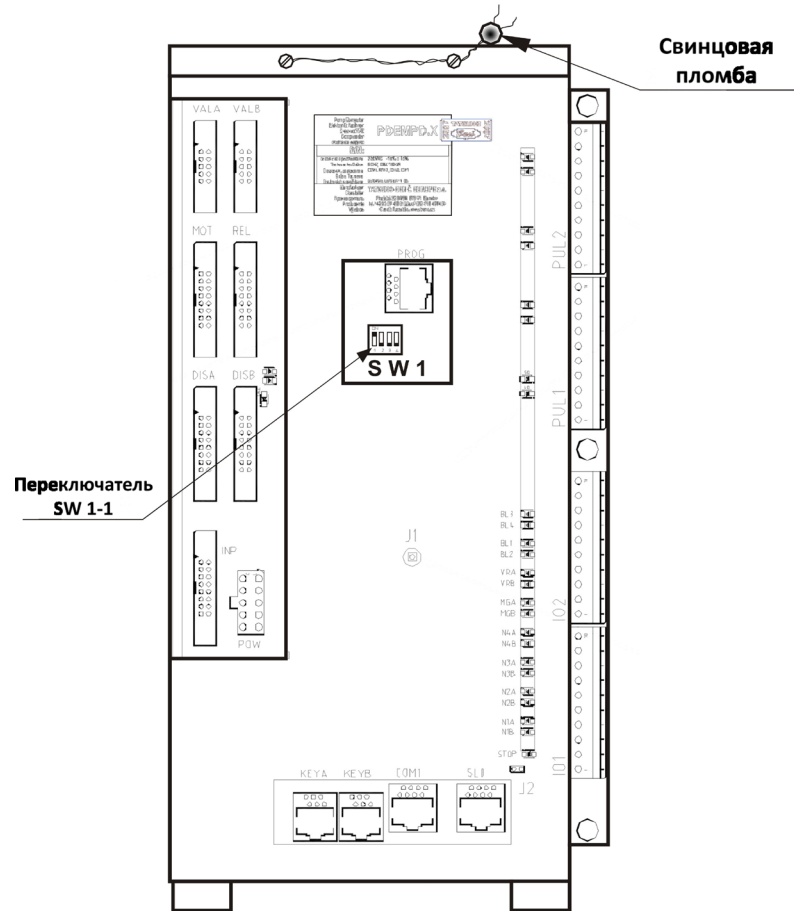 Свинцовая
пломба
VALA VALB
PDEMPD.X
MOT REL
PROG
PUL2
SW1
DISA DISB
PUL1
Переключатель
SW 1-1
INP
J1
BL3
BL4
BL1
BL2
VRA
VRB
MGA
MGB
IO2
POW
N4A
N4B
N3A
N3B
N2A
N2B
N1A
N1B
STOP
IO1
KEYA KEYB COM1
J2